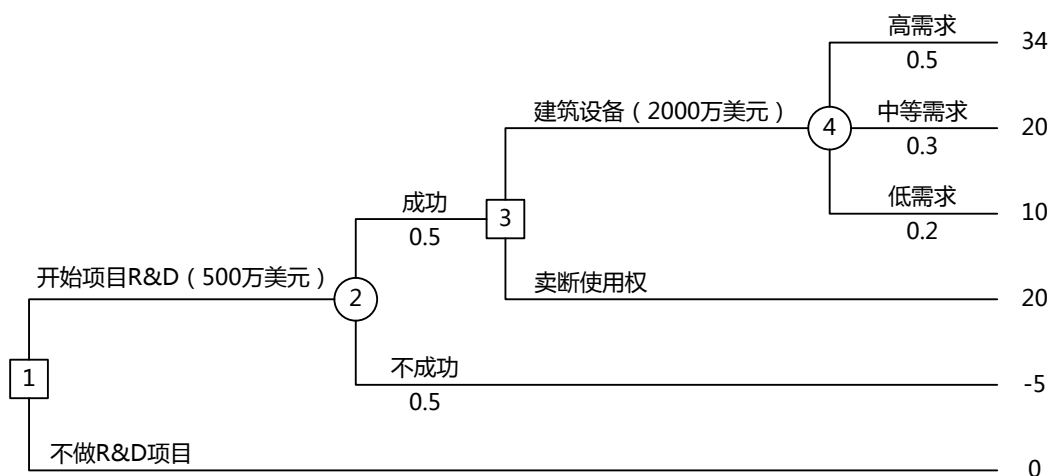 高需求
34
0.5
建筑设备（2000万美元）
4
中等需求
20
0.3
成功
3
低需求
10
0.5
0.2
开始项目R&D（500万美元）
2
卖断使用权
20
1
不成功
-5
0.5
不做R&D项目
0